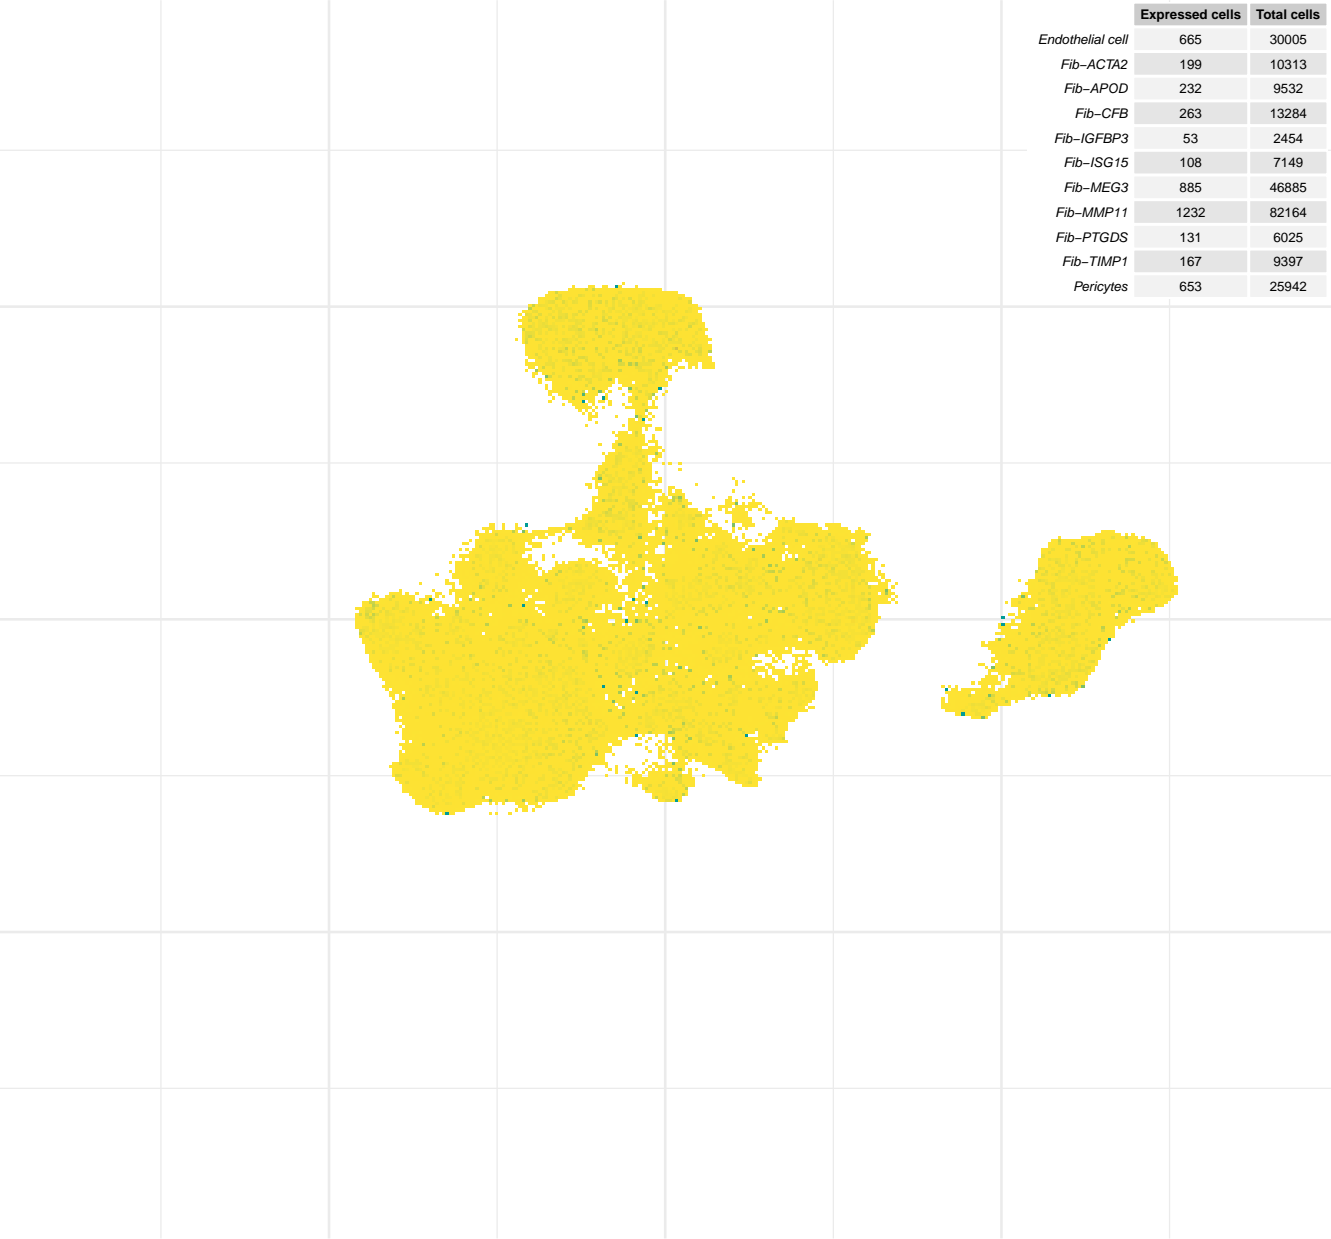 Expressed cells Total cells
Endothelial cell 665 30005
Fib−ACTA2 199 10313
Fib−APOD 232 9532
Fib−CFB 263 13284
Fib−IGFBP3 53 2454
Fib−ISG15 108 7149
Fib−MEG3 885 46885
Fib−MMP11 1232 82164
Fib−PTGDS 131 6025
Fib−TIMP1 167 9397
Pericytes 653 25942